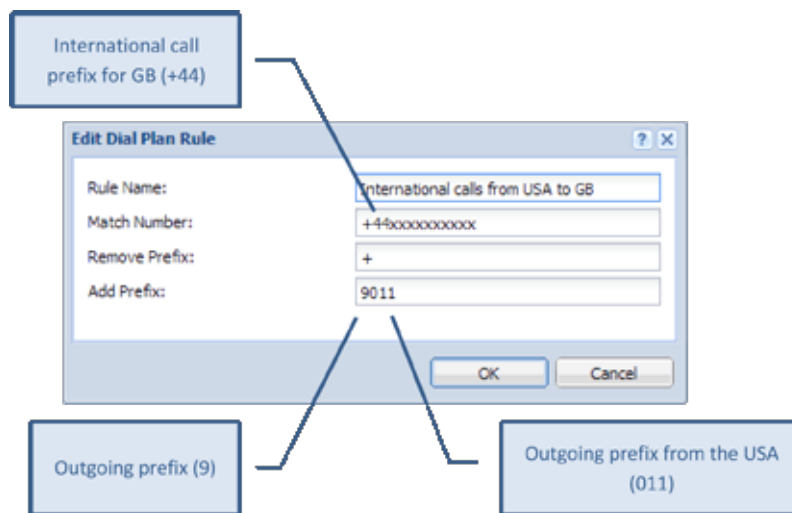 International call
prefix for GB (+44)
Edit Dial Plan Rule
Rule Name: International calls from USA to GB
Match Number: +44xxxxxxxxxx
Remove Prefix: +
Add Prefix: 9011
OK Cancel
Outgoing prefix (9)
Outgoing prefix from the USA
(011)